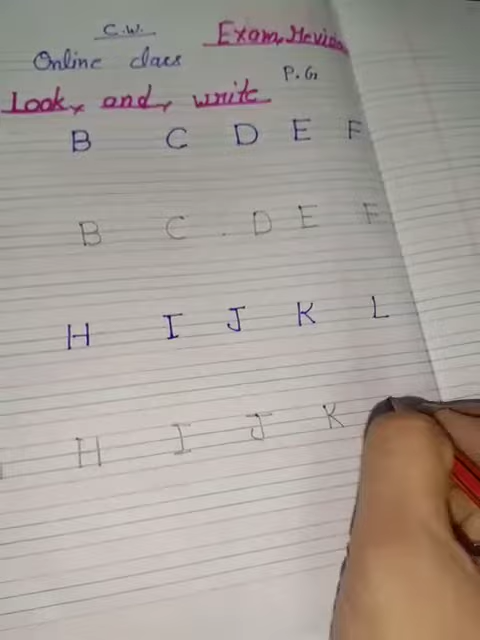 C.W. Exam Revision
Online class
P.G
Look and write
B C D E F
B C D E F
H I J K L
H I J K